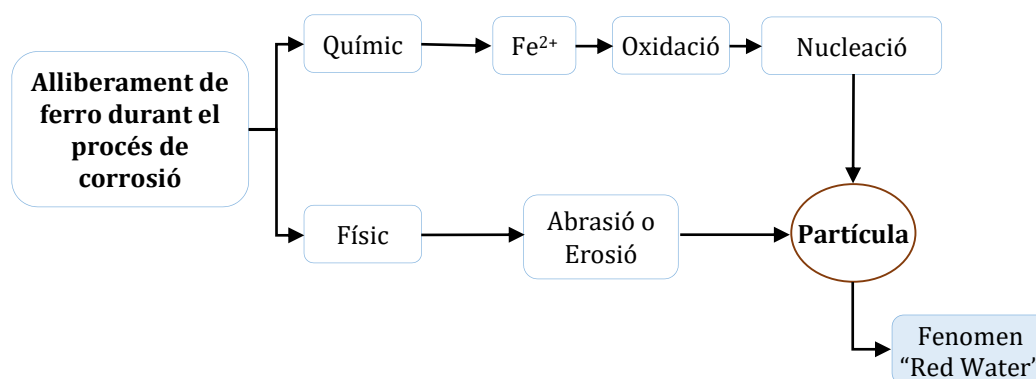 Alliberament de
ferro durant el
procés de
corrosió
Químic
Fe²⁺
Oxidació
Nucleació
Físic
Abrasió o
Erosió
Partícula
Fenomen
“Red Water”